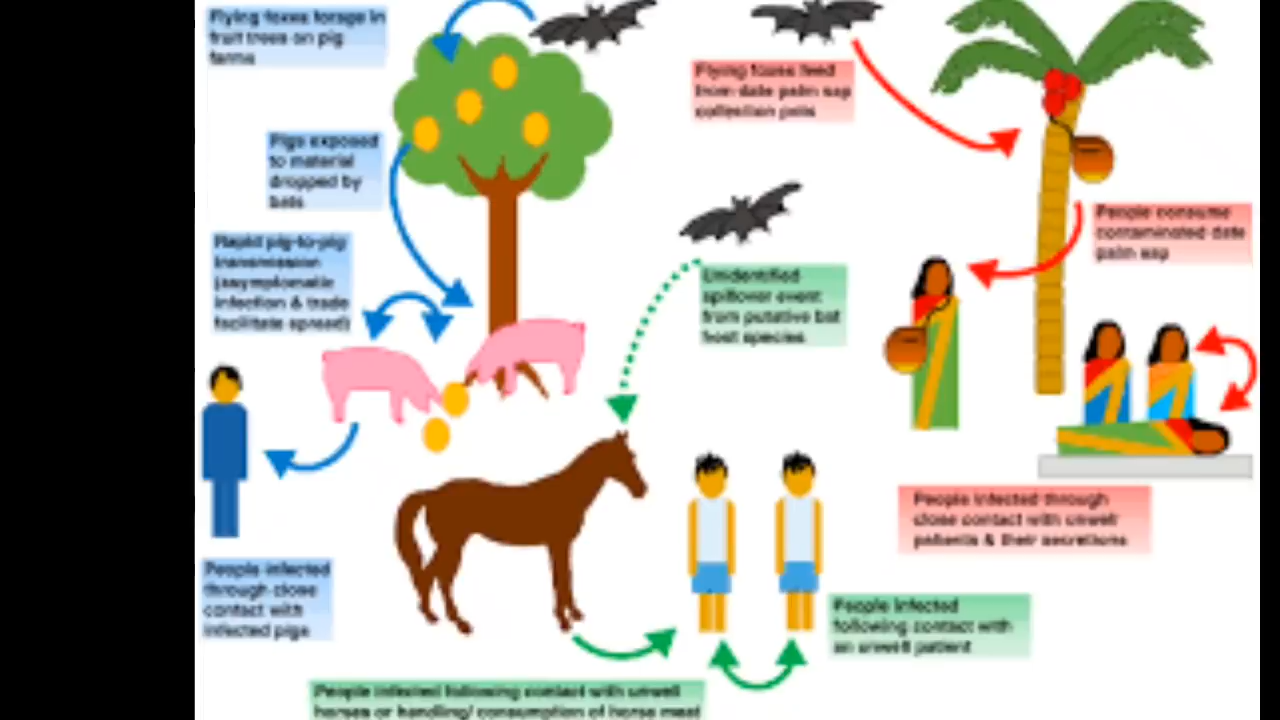 Flying foxes forage in
fruit trees on pig
farms
Pigs exposed
to material
dropped by
bats
Rapid pig-to-pig
transmission
(asymptomatic
infection & trade
facilitate spread)
People infected
through close
contact with
infected pigs
Flying foxes feed
from date palm sap
collection pots
People consume
contaminated date
palm sap
People infected through
close contact with unwell
patients & their secretions
Unidentified
spillover event
from putative bat
host species
People infected
following contact with
an unwell patient
People infected following contact with unwell
horses or handling/ consumption of horse meat